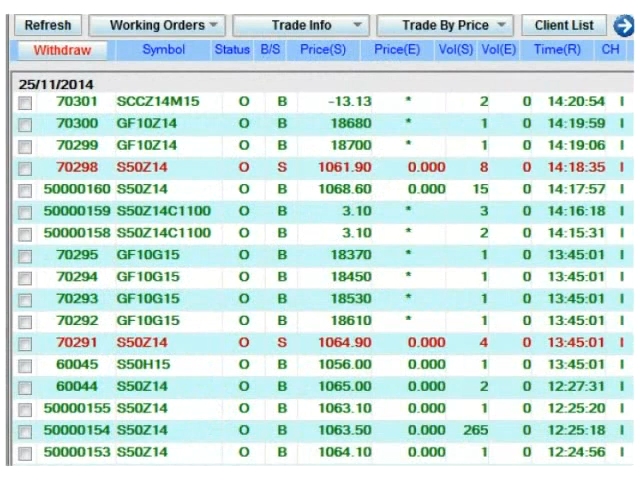 Refresh Working Orders Trade Info Trade By Price Client List
Withdraw Symbol Status B/S Price(S) Price(E) Vol(S) Vol(E) Time(R) CH
25/11/2014
70301 SCCZ14M15 O B -13.13 * 2 0 14:20:54 I
70300 GF10Z14 O B 18680 * 1 0 14:19:59 I
70299 GF10Z14 O B 18700 * 1 0 14:19:06 I
70298 S50Z14 O S 1061.90 0.000 8 0 14:18:35 I
50000160 S50Z14 O B 1068.60 0.000 15 0 14:17:57 I
50000159 S50Z14C1100 O B 3.10 * 3 0 14:16:18 I
50000158 S50Z14C1100 O B 3.10 * 2 0 14:15:31 I
70295 GF10G15 O B 18370 * 1 0 13:45:01 I
70294 GF10G15 O B 18450 * 1 0 13:45:01 I
70293 GF10G15 O B 18530 * 1 0 13:45:01 I
70292 GF10G15 O B 18610 * 1 0 13:45:01 I
70291 S50Z14 O S 1064.90 0.000 4 0 13:45:01 I
60045 S50H15 O B 1056.00 0.000 1 0 13:45:01 I
60044 S50Z14 O B 1065.00 0.000 2 0 12:27:31 I
50000155 S50Z14 O B 1063.10 0.000 1 0 12:25:20 I
50000154 S50Z14 O B 1063.50 0.000 265 0 12:25:18 I
50000153 S50Z14 O B 1064.10 0.000 1 0 12:24:56 I